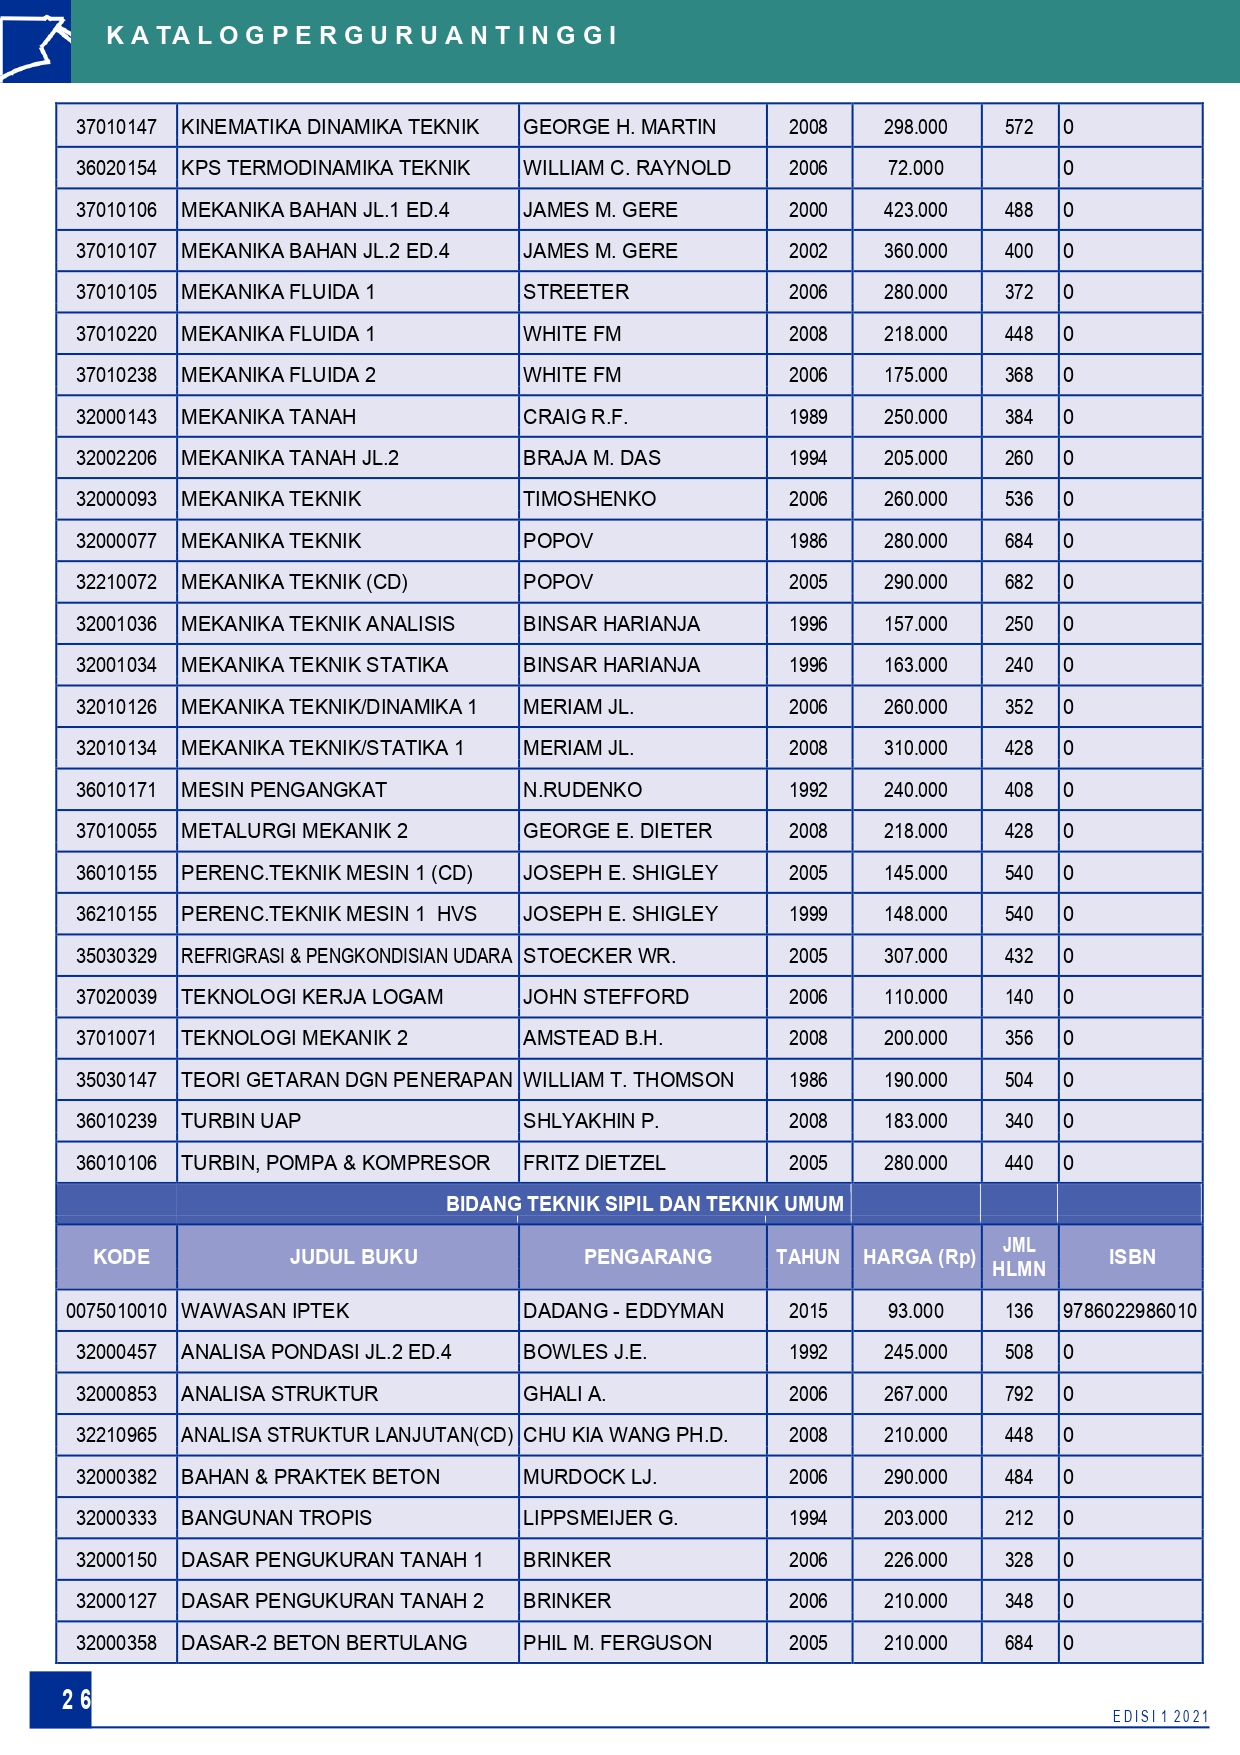 KATALOGPERGURUANTINGGI
37010147 KINEMATIKA DINAMIKA TEKNIK GEORGE H. MARTIN 2008 298.000 572 0
36020154 KPS TERMODINAMIKA TEKNIK WILLIAM C. RAYNOLD 2006 72.000 0
37010106 MEKANIKA BAHAN JL.1 ED.4 JAMES M. GERE 2000 423.000 488 0
37010107 MEKANIKA BAHAN JL.2 ED.4 JAMES M. GERE 2002 360.000 400 0
37010105 MEKANIKA FLUIDA 1 STREETER 2006 280.000 372 0
37010220 MEKANIKA FLUIDA 1 WHITE FM 2008 218.000 448 0
37010238 MEKANIKA FLUIDA 2 WHITE FM 2006 175.000 368 0
32000143 MEKANIKA TANAH CRAIG R.F. 1989 250.000 384 0
32002206 MEKANIKA TANAH JL.2 BRAJA M. DAS 1994 205.000 260 0
32000093 MEKANIKA TEKNIK TIMOSHENKO 2006 260.000 536 0
32000077 MEKANIKA TEKNIK POPOV 1986 280.000 684 0
32210072 MEKANIKA TEKNIK (CD) POPOV 2005 290.000 682 0
32001036 MEKANIKA TEKNIK ANALISIS BINSAR HARIANJA 1996 157.000 250 0
32001034 MEKANIKA TEKNIK STATIKA BINSAR HARIANJA 1996 163.000 240 0
32010126 MEKANIKA TEKNIK/DINAMIKA 1 MERIAM JL. 2006 260.000 352 0
32010134 MEKANIKA TEKNIK/STATIKA 1 MERIAM JL. 2008 310.000 428 0
36010171 MESIN PENGANGKAT N.RUDENKO 1992 240.000 408 0
37010055 METALURGI MEKANIK 2 GEORGE E. DIETER 2008 218.000 428 0
36010155 PERENC.TEKNIK MESIN 1 (CD) JOSEPH E. SHIGLEY 2005 145.000 540 0
36210155 PERENC.TEKNIK MESIN 1 HVS JOSEPH E. SHIGLEY 1999 148.000 540 0
35030329 REFRIGRASI & PENGKONDISIAN UDARA STOECKER WR. 2005 307.000 432 0
37020039 TEKNOLOGI KERJA LOGAM JOHN STEFFORD 2006 110.000 140 0
37010071 TEKNOLOGI MEKANIK 2 AMSTEAD B.H. 2008 200.000 356 0
35030147 TEORI GETARAN DGN PENERAPAN WILLIAM T. THOMSON 1986 190.000 504 0
36010239 TURBIN UAP SHLYAKHIN P. 2008 183.000 340 0
36010106 TURBIN, POMPA & KOMPRESOR FRITZ DIETZEL 2005 280.000 440 0
BIDANG TEKNIK SIPIL DAN TEKNIK UMUM
KODE JUDUL BUKU PENGARANG TAHUN HARGA (Rp) JML HLMN ISBN
0075010010 WAWASAN IPTEK DADANG - EDDYMAN 2015 93.000 136 9786022986010
32000457 ANALISA PONDASI JL.2 ED.4 BOWLES J.E. 1992 245.000 508 0
32000853 ANALISA STRUKTUR GHALI A. 2006 267.000 792 0
32210965 ANALISA STRUKTUR LANJUTAN(CD) CHU KIA WANG PH.D. 2008 210.000 448 0
32000382 BAHAN & PRAKTEK BETON MURDOCK LJ. 2006 290.000 484 0
32000333 BANGUNAN TROPIS LIPPSMEIJER G. 1994 203.000 212 0
32000150 DASAR PENGUKURAN TANAH 1 BRINKER 2006 226.000 328 0
32000127 DASAR PENGUKURAN TANAH 2 BRINKER 2006 210.000 348 0
32000358 DASAR-2 BETON BERTULANG PHIL M. FERGUSON 2005 210.000 684 0
26
EDISI 1 2021